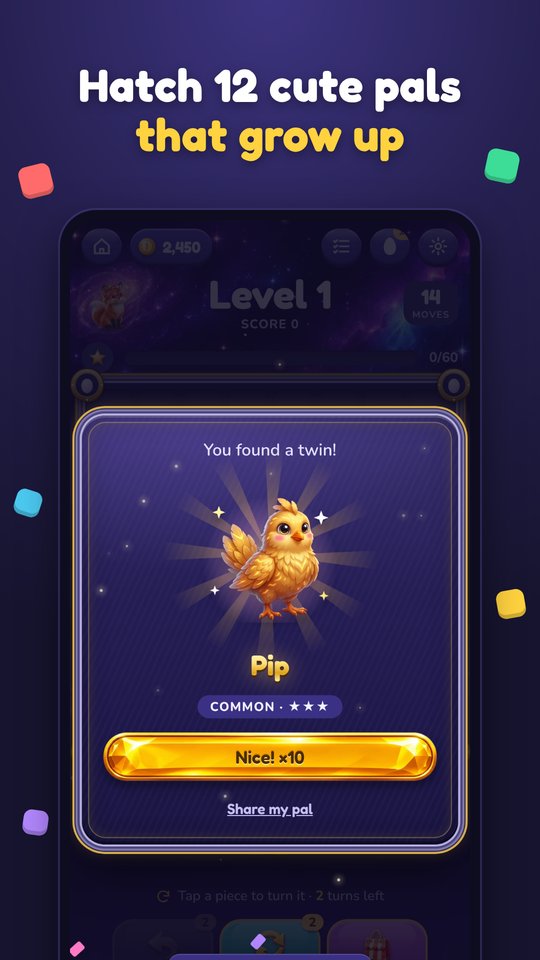 Hatch 12 cute pals
that grow up
2,450
Level 1
SCORE 0
14
MOVES
0/60
You found a twin!
Pip
COMMON · ★★★
Nice! ×10
Share my pal
Tap a piece to turn it · 2 turns left
2
2